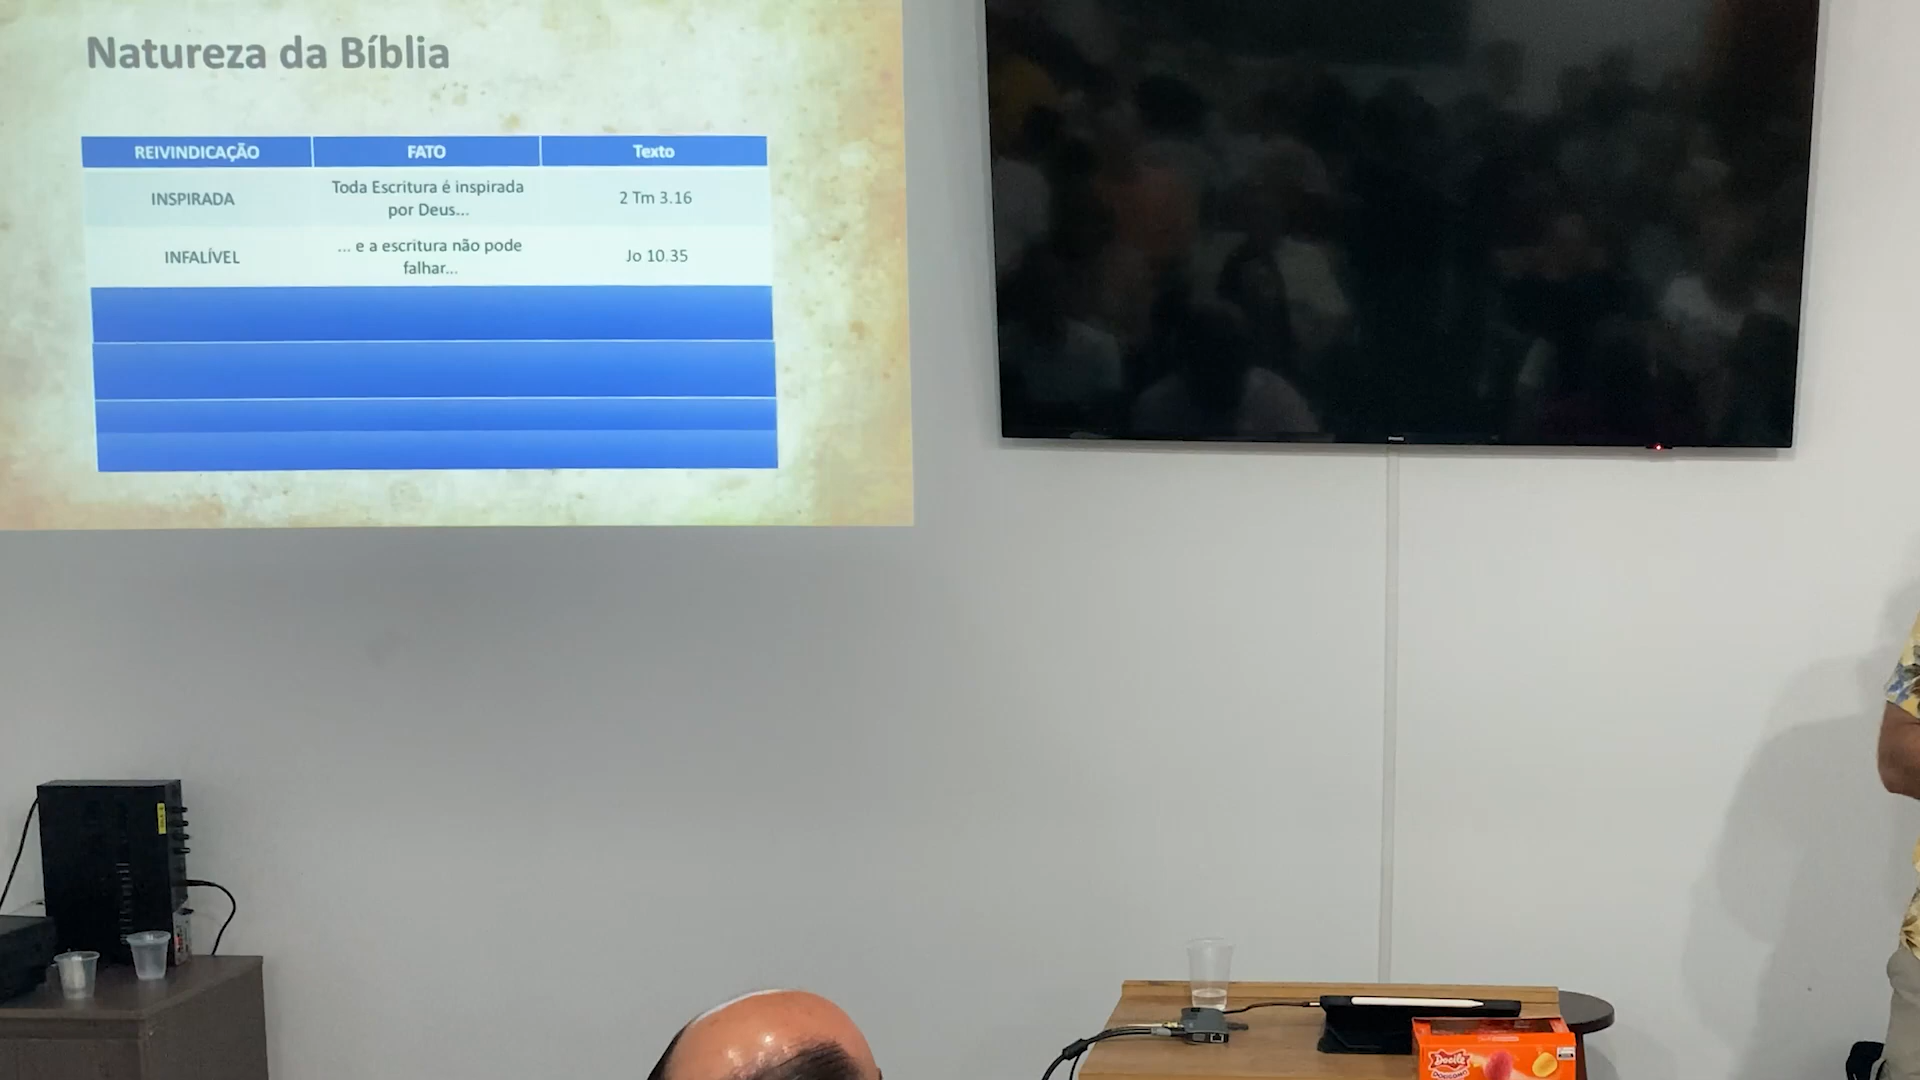 Natureza da Bíblia
REIVINDICAÇÃO FATO Texto
INSPIRADA Toda Escritura é inspirada por Deus... 2 Tm 3.16
INFALÍVEL ... e a escritura não pode falhar... Jo 10.35
Docile